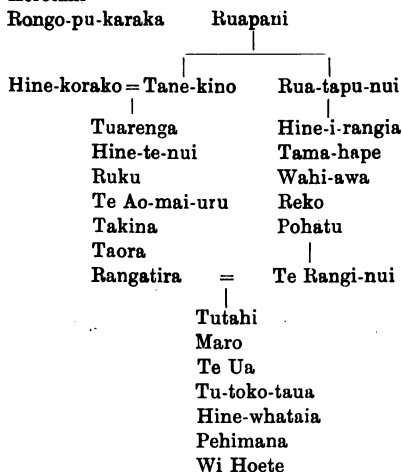 Rongo-pu-karaka Ruapani
Hine-korako = Tane-kino Rua-tapu-nui
Tuarenga Hine-i-rangia
Hine-te-nui Tama-hape
Ruku Wahi-awa
Te Ao-mai-uru Reko
Takina Pohatu
Taora
Rangatira = Te Rangi-nui
Tutahi
Maro
Te Ua
Tu-toko-taua
Hine-whataia
Pehimana
Wi Hoete